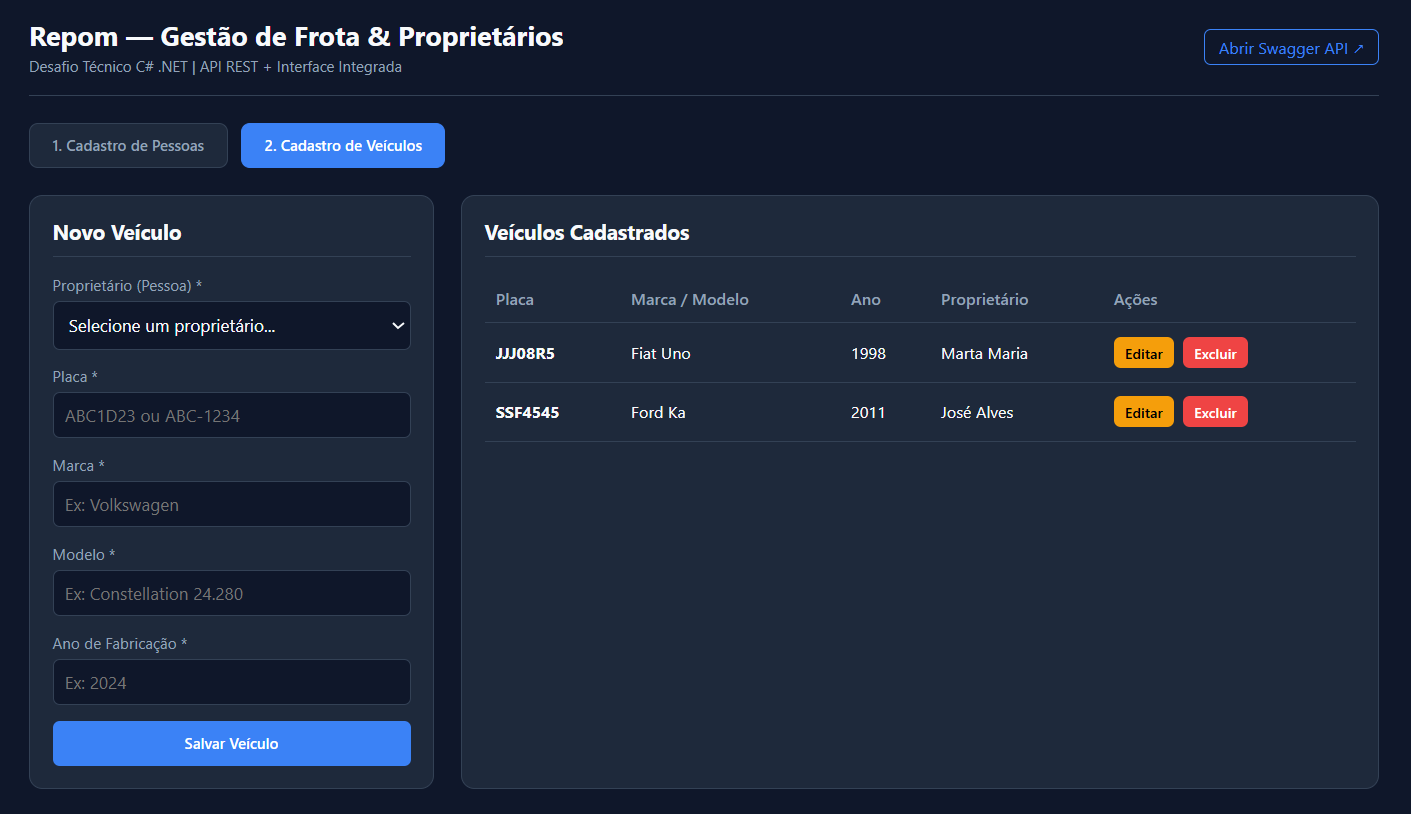 Repom — Gestão de Frota & Proprietários
Desafio Técnico C# .NET | API REST + Interface Integrada
Abrir Swagger API ↗
1. Cadastro de Pessoas
2. Cadastro de Veículos
Novo Veículo
Proprietário (Pessoa) *
Selecione um proprietário...
Placa *
ABC1D23 ou ABC-1234
Marca *
Ex: Volkswagen
Modelo *
Ex: Constellation 24.280
Ano de Fabricação *
Ex: 2024
Salvar Veículo
Veículos Cadastrados
Placa Marca / Modelo Ano Proprietário Ações
JJJ08R5 Fiat Uno 1998 Marta Maria Editar Excluir
SSF4545 Ford Ka 2011 José Alves Editar Excluir